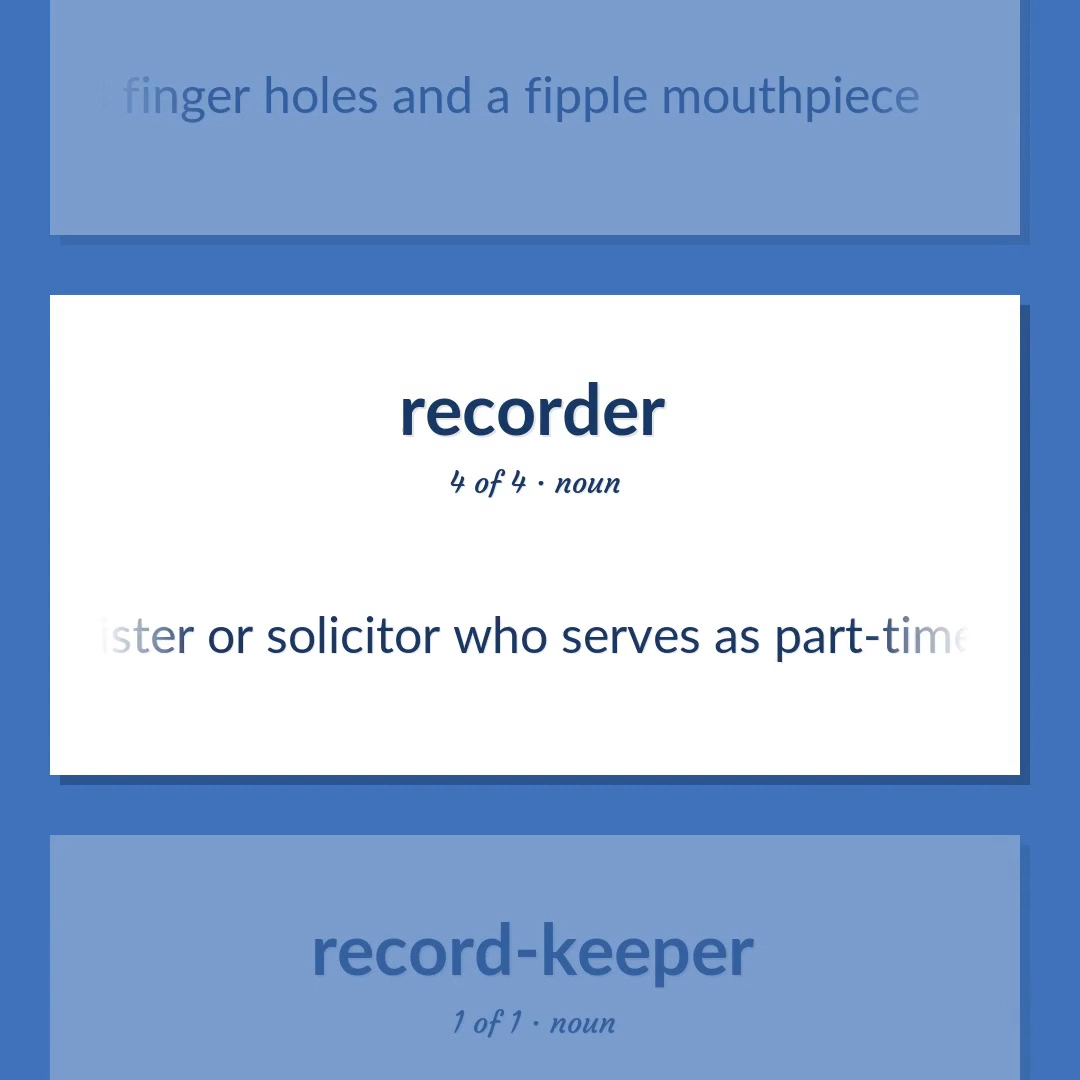 finger holes and a fipple mouthpiece
recorder
4 of 4 · noun
or solicitor who serves as part-time
record-keeper
1 of 1 · noun